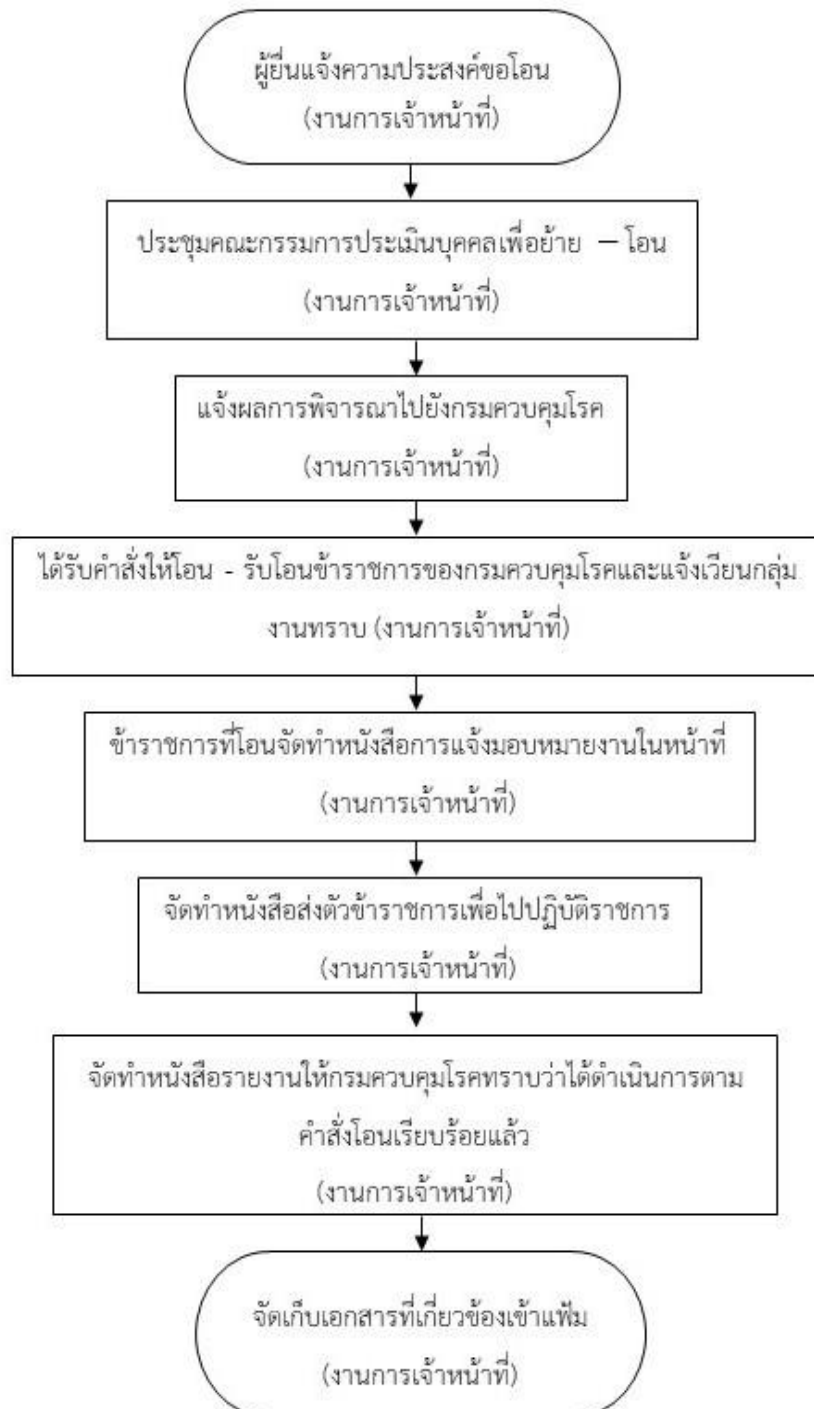 ผู้ยื่นแจ้งความประสงค์ขอโอน
(งานการเจ้าหน้าที่)
ประชุมคณะกรรมการประเมินบุคคลเพื่อย้าย – โอน
(งานการเจ้าหน้าที่)
แจ้งผลการพิจารณาไปยังกรมควบคุมโรค
(งานการเจ้าหน้าที่)
ได้รับคำสั่งให้โอน - รับโอนข้าราชการของกรมควบคุมโรคและแจ้งเวียนกลุ่ม
งานทราบ (งานการเจ้าหน้าที่)
ข้าราชการที่โอนจัดทำหนังสือการแจ้งมอบหมายงานในหน้าที่
(งานการเจ้าหน้าที่)
จัดทำหนังสือส่งตัวข้าราชการเพื่อไปปฏิบัติราชการ
(งานการเจ้าหน้าที่)
จัดทำหนังสือรายงานให้กรมควบคุมโรคทราบว่าได้ดำเนินการตาม
คำสั่งโอนเรียบร้อยแล้ว
(งานการเจ้าหน้าที่)
จัดเก็บเอกสารที่เกี่ยวข้องเข้าแฟ้ม
(งานการเจ้าหน้าที่)